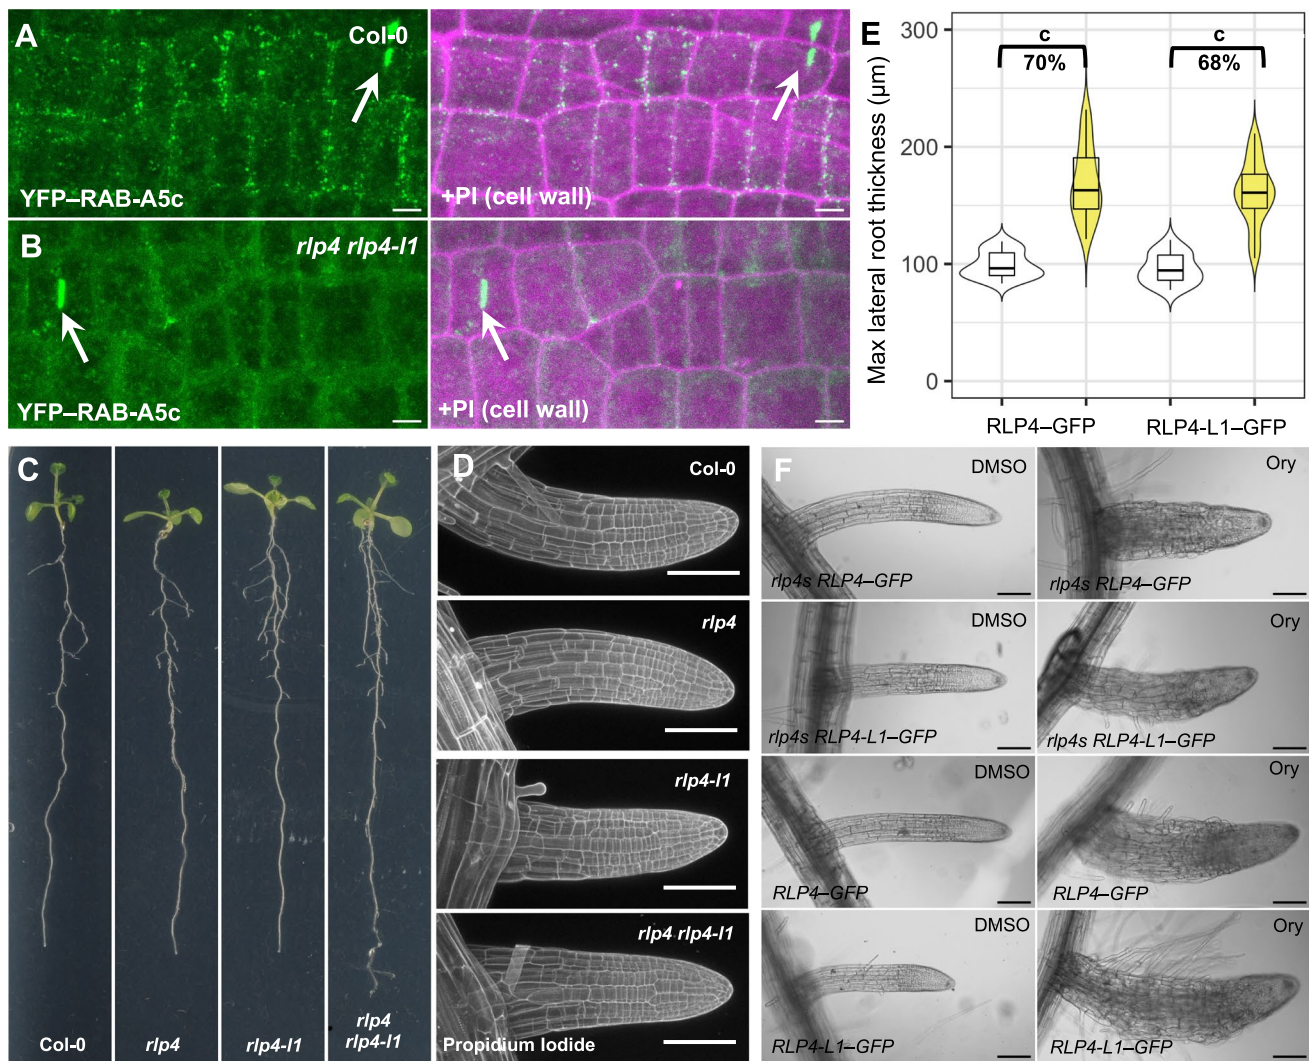 A
Col-0
YFP–RAB-A5c
+PI (cell wall)
B
rlp4 rlp4-l1
YFP–RAB-A5c
+PI (cell wall)
E
Max lateral root thickness (µm)
300
200
100
0
c
70%
c
68%
RLP4–GFP
RLP4-L1–GFP
C
Col-0
rlp4
rlp4-l1
rlp4
rlp4-l1
D
Col-0
rlp4
rlp4-l1
rlp4 rlp4-l1
Propidium Iodide
F
DMSO
rlp4s RLP4–GFP
Ory
rlp4s RLP4–GFP
DMSO
rlp4s RLP4-L1–GFP
Ory
rlp4s RLP4-L1–GFP
DMSO
RLP4–GFP
Ory
RLP4–GFP
DMSO
RLP4-L1–GFP
Ory
RLP4-L1–GFP